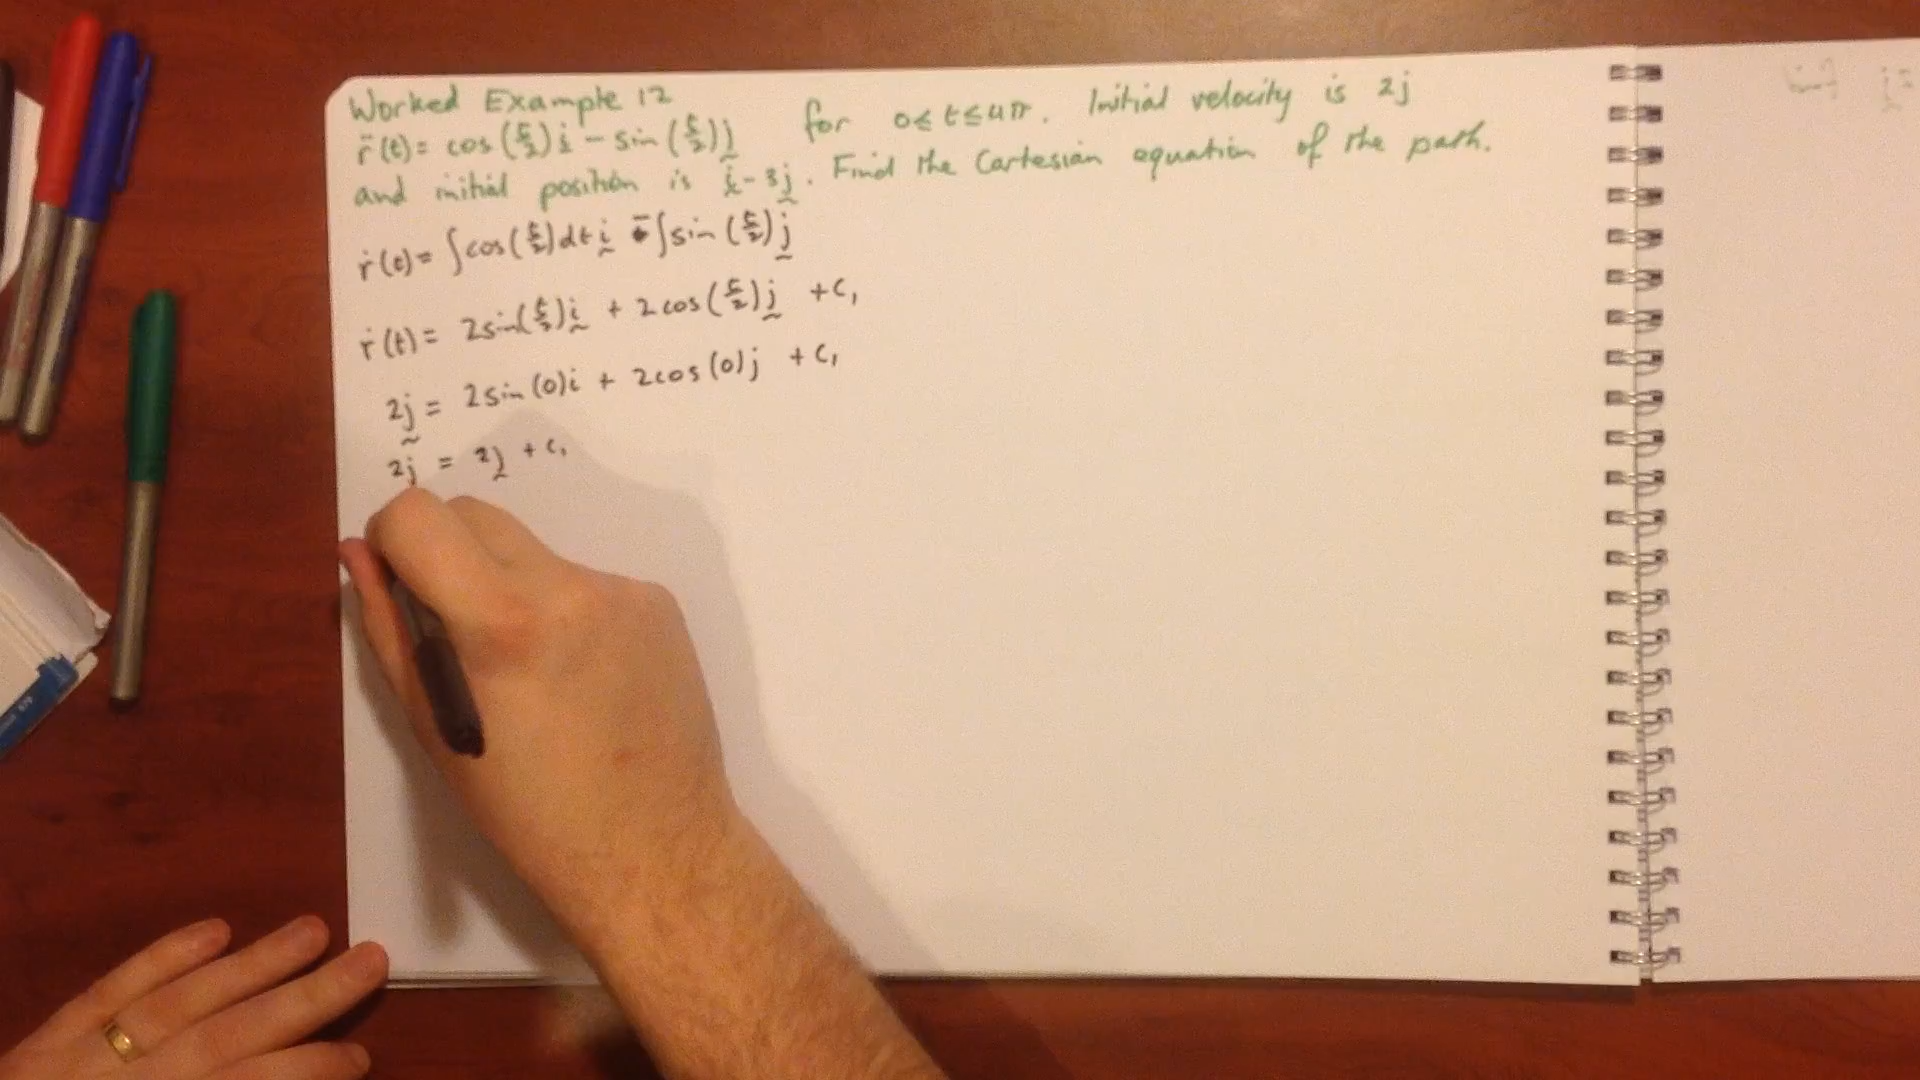 Worked Example 12
r̈(t) = cos(t/2)i − sin(t/2)j for 0 ≤ t ≤ 4π. Initial velocity is 2j
and initial position is i − 3j. Find the Cartesian equation of the path.
ṙ(t) = ∫cos(t/2)dt i − ∫sin(t/2)j
ṙ(t) = 2sin(t/2)i + 2cos(t/2)j + C₁
2j = 2sin(0)i + 2cos(0)j + C₁
2j = 2j + C₁